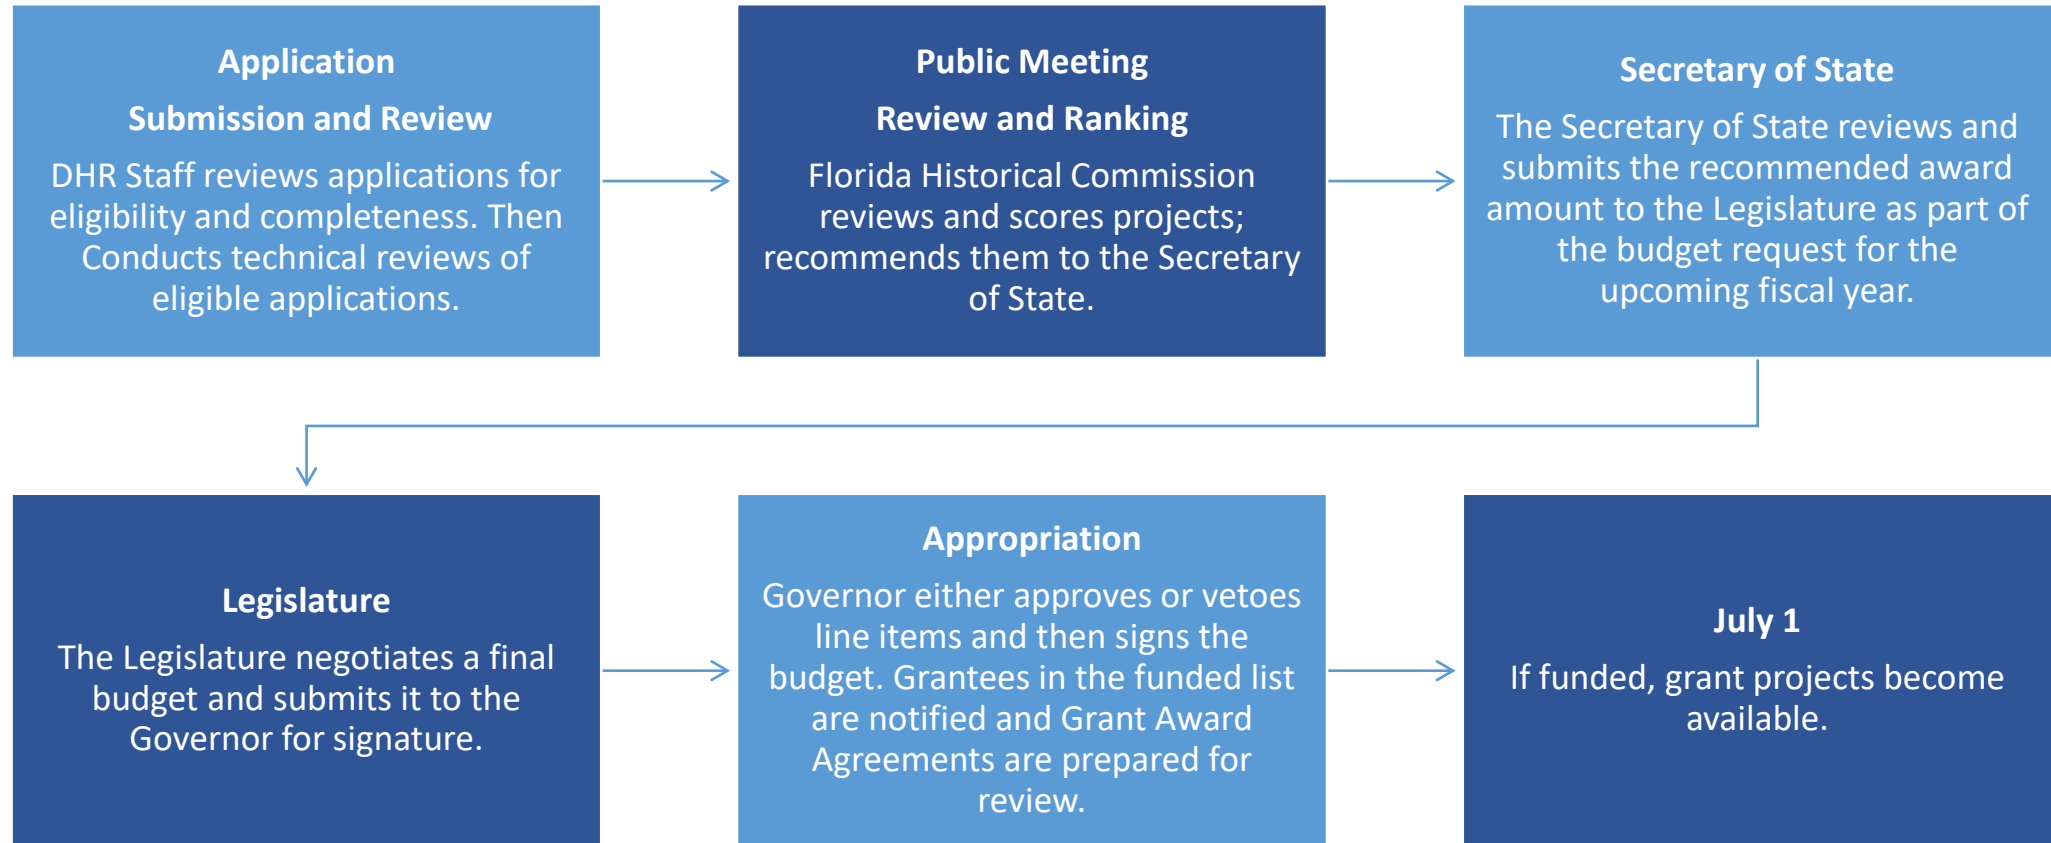 Application
Submission and Review
DHR Staff reviews applications for
eligibility and completeness. Then
Conducts technical reviews of
eligible applications.
Public Meeting
Review and Ranking
Florida Historical Commission
reviews and scores projects;
recommends them to the Secretary
of State.
Secretary of State
The Secretary of State reviews and
submits the recommended award
amount to the Legislature as part of
the budget request for the
upcoming fiscal year.
Legislature
The Legislature negotiates a final
budget and submits it to the
Governor for signature.
Appropriation
Governor either approves or vetoes
line items and then signs the
budget. Grantees in the funded list
are notified and Grant Award
Agreements are prepared for
review.
July 1
If funded, grant projects become
available.